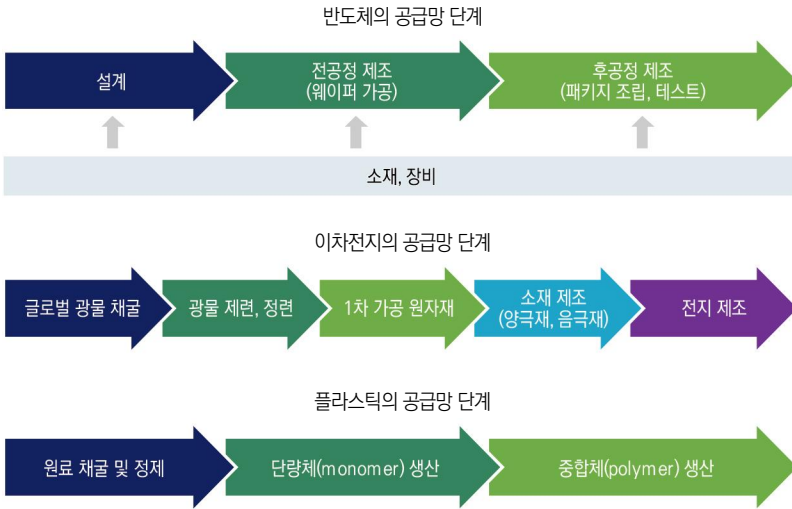 반도체의 공급망 단계
설계
전공정 제조
(웨이퍼 가공)
후공정 제조
(패키지 조립, 테스트)
소재, 장비
이차전지의 공급망 단계
글로벌 광물 채굴
광물 제련, 정련
1차 가공 원자재
소재 제조
(양극재, 음극재)
전지 제조
플라스틱의 공급망 단계
원료 채굴 및 정제
단량체(monomer) 생산
중합체(polymer) 생산